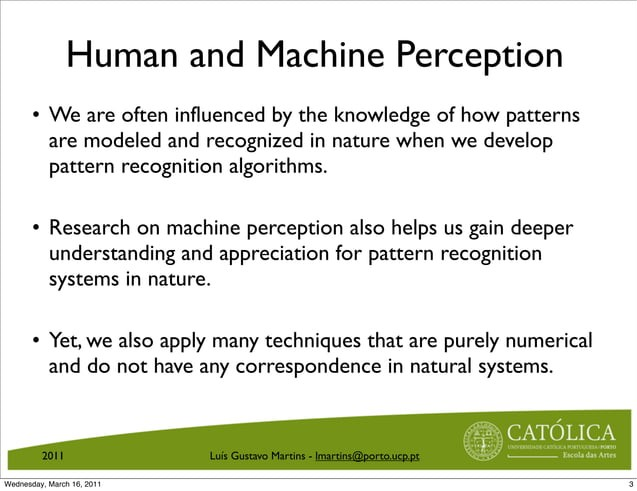 Human and Machine Perception
• We are often influenced by the knowledge of how patterns
are modeled and recognized in nature when we develop
pattern recognition algorithms.
• Research on machine perception also helps us gain deeper
understanding and appreciation for pattern recognition
systems in nature.
• Yet, we also apply many techniques that are purely numerical
and do not have any correspondence in natural systems.
CATÓLICA
UNIVERSIDADE CATÓLICA PORTUGUESA | PORTO
Escola das Artes
2011
Luís Gustavo Martins - lmartins@porto.ucp.pt
Wednesday, March 16, 2011
3